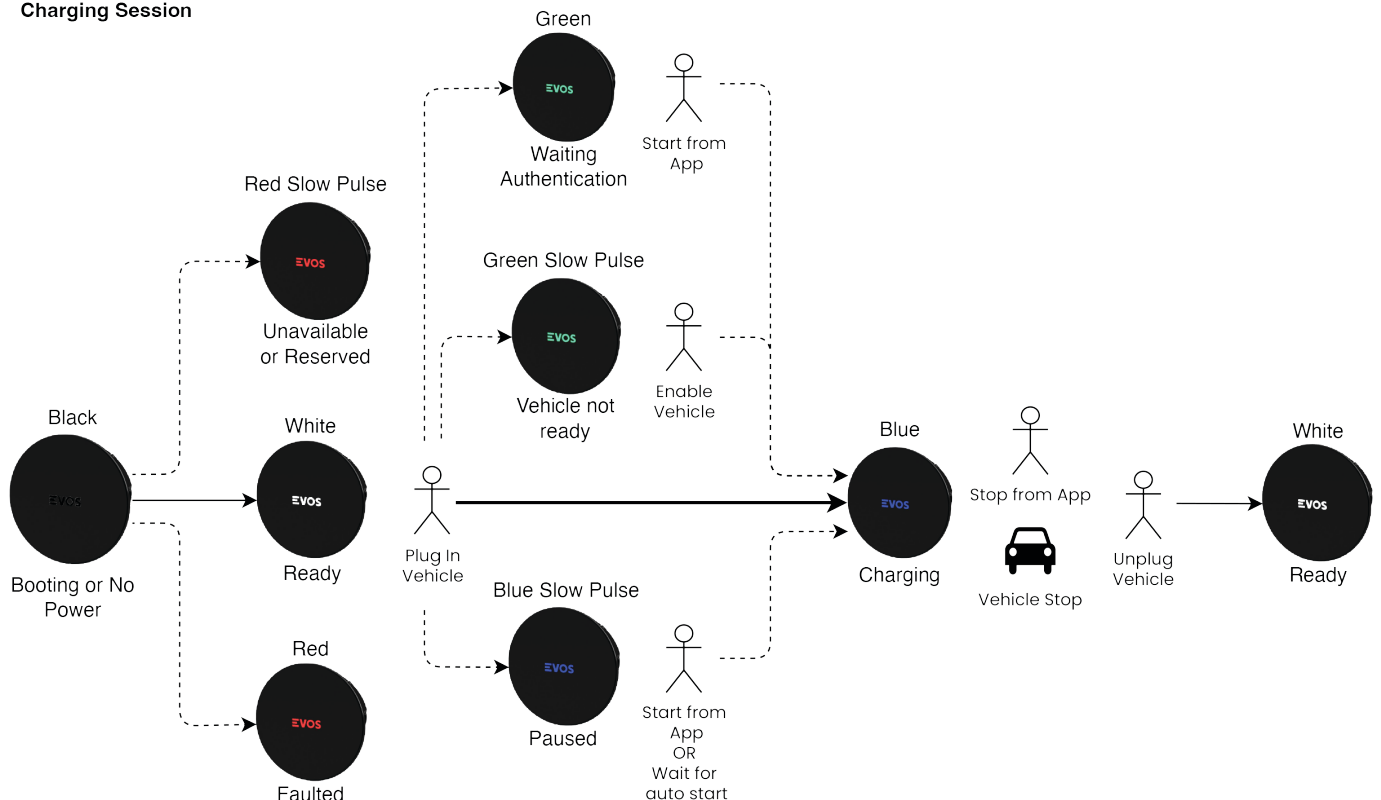 Charging Session
Green
EVOS
Waiting
Authentication
Start from
App
Red Slow Pulse
EVOS
Unavailable
or Reserved
Green Slow Pulse
EVOS
Vehicle not
ready
Enable
Vehicle
Black
EVOS
Booting or No
Power
White
EVOS
Ready
Plug In
Vehicle
Blue
EVOS
Charging
Stop from App
Vehicle Stop
Unplug
Vehicle
White
EVOS
Ready
Red
EVOS
Faulted
Blue Slow Pulse
EVOS
Paused
Start from
App
OR
Wait for
auto start